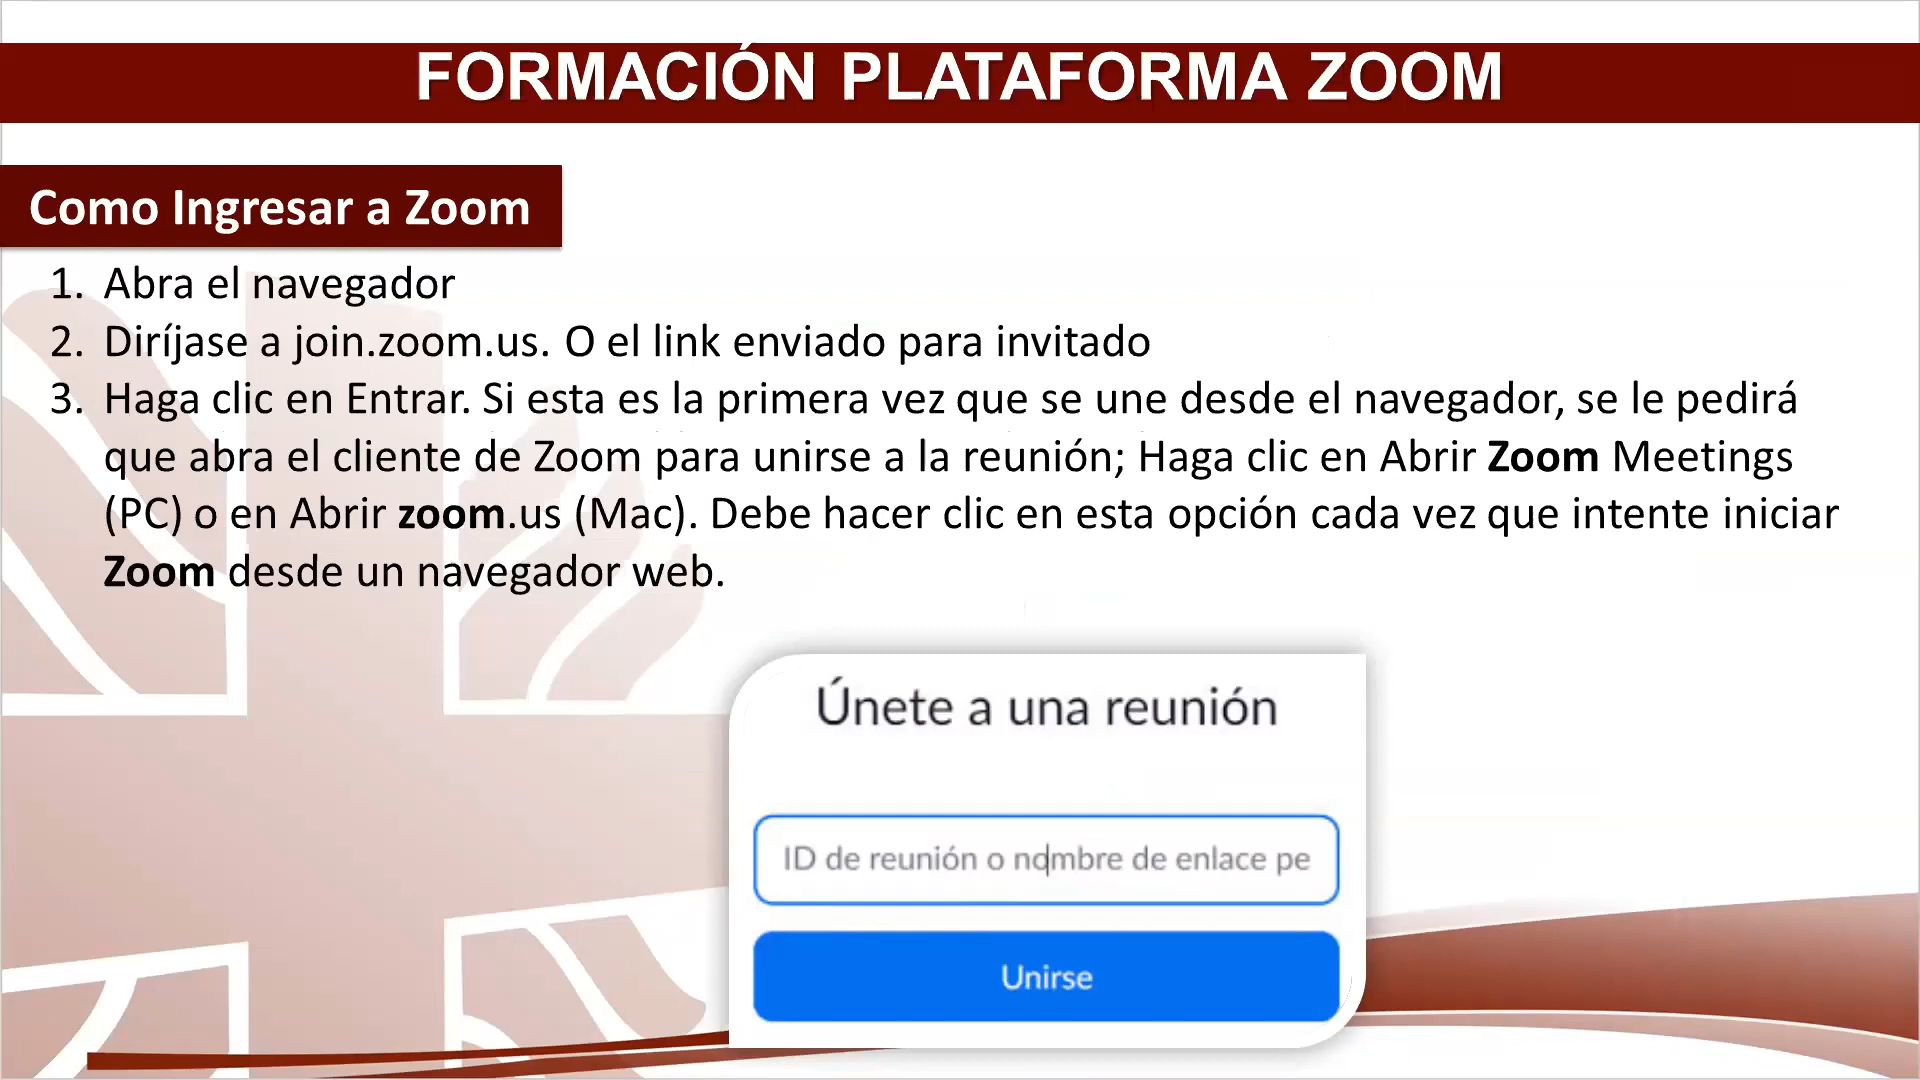 FORMACIÓN PLATAFORMA ZOOM
Como Ingresar a Zoom
1. Abra el navegador
2. Diríjase a join.zoom.us. O el link enviado para invitado
3. Haga clic en Entrar. Si esta es la primera vez que se une desde el navegador, se le pedirá
que abra el cliente de Zoom para unirse a la reunión; Haga clic en Abrir Zoom Meetings
(PC) o en Abrir zoom.us (Mac). Debe hacer clic en esta opción cada vez que intente iniciar
Zoom desde un navegador web.
Únete a una reunión
ID de reunión o nombre de enlace pe
Unirse